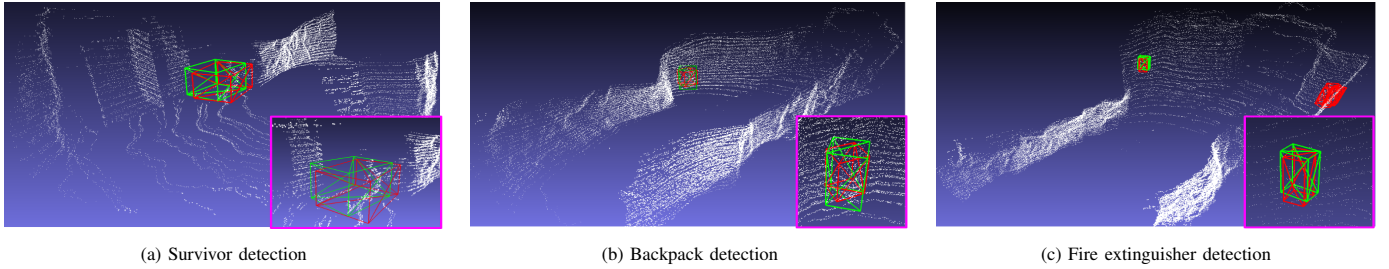 (a) Survivor detection
(b) Backpack detection
(c) Fire extinguisher detection